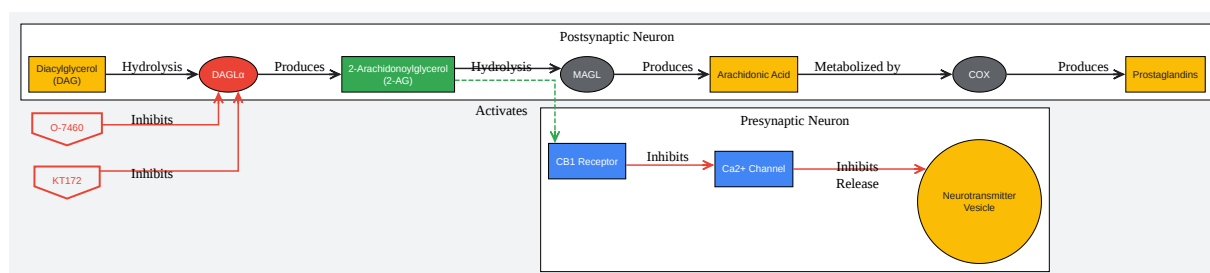 Postsynaptic Neuron
Diacylglycerol
(DAG)
Hydrolysis
DAGLα
Produces
2-Arachidonoylglycerol
(2-AG)
Hydrolysis
MAGL
Produces
Arachidonic Acid
Metabolized by
COX
Produces
Prostaglandins
O-7460
Inhibits
KT172
Inhibits
Activates
Presynaptic Neuron
CB1 Receptor
Inhibits
Ca2+ Channel
Inhibits
Release
Neurotransmitter
Vesicle